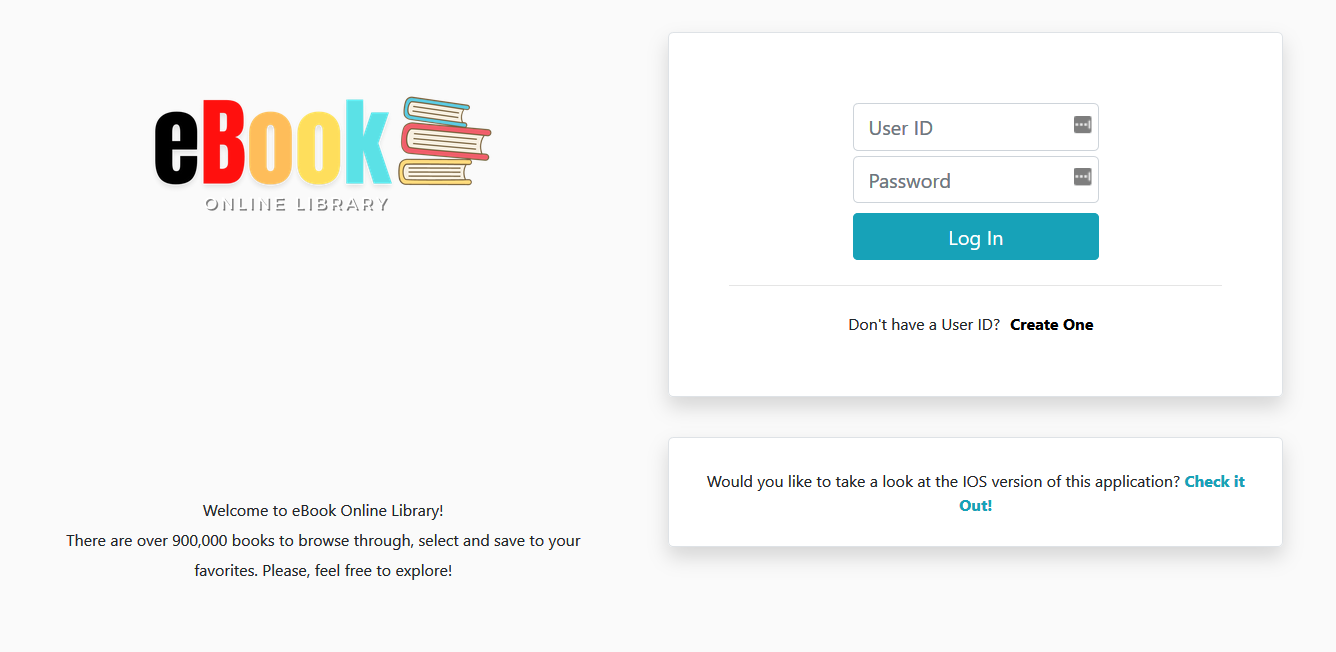 eBook
ONLINE LIBRARY
Welcome to eBook Online Library!
There are over 900,000 books to browse through, select and save to your
favorites. Please, feel free to explore!
User ID
Password
Log In
Don't have a User ID? Create One
Would you like to take a look at the IOS version of this application? Check it
Out!